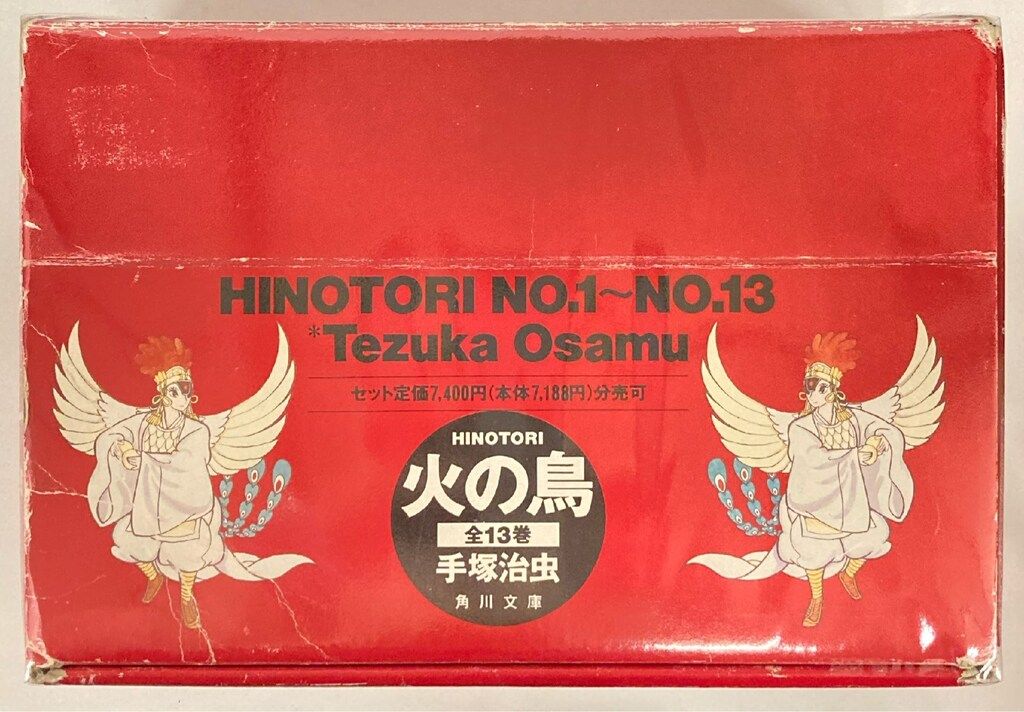 HINOTORI NO.1~NO.13
*Tezuka Osamu
セット定価7,400円(本体7,188円)分売可
HINOTORI
火の鳥
全13巻
手塚治虫
角川文庫